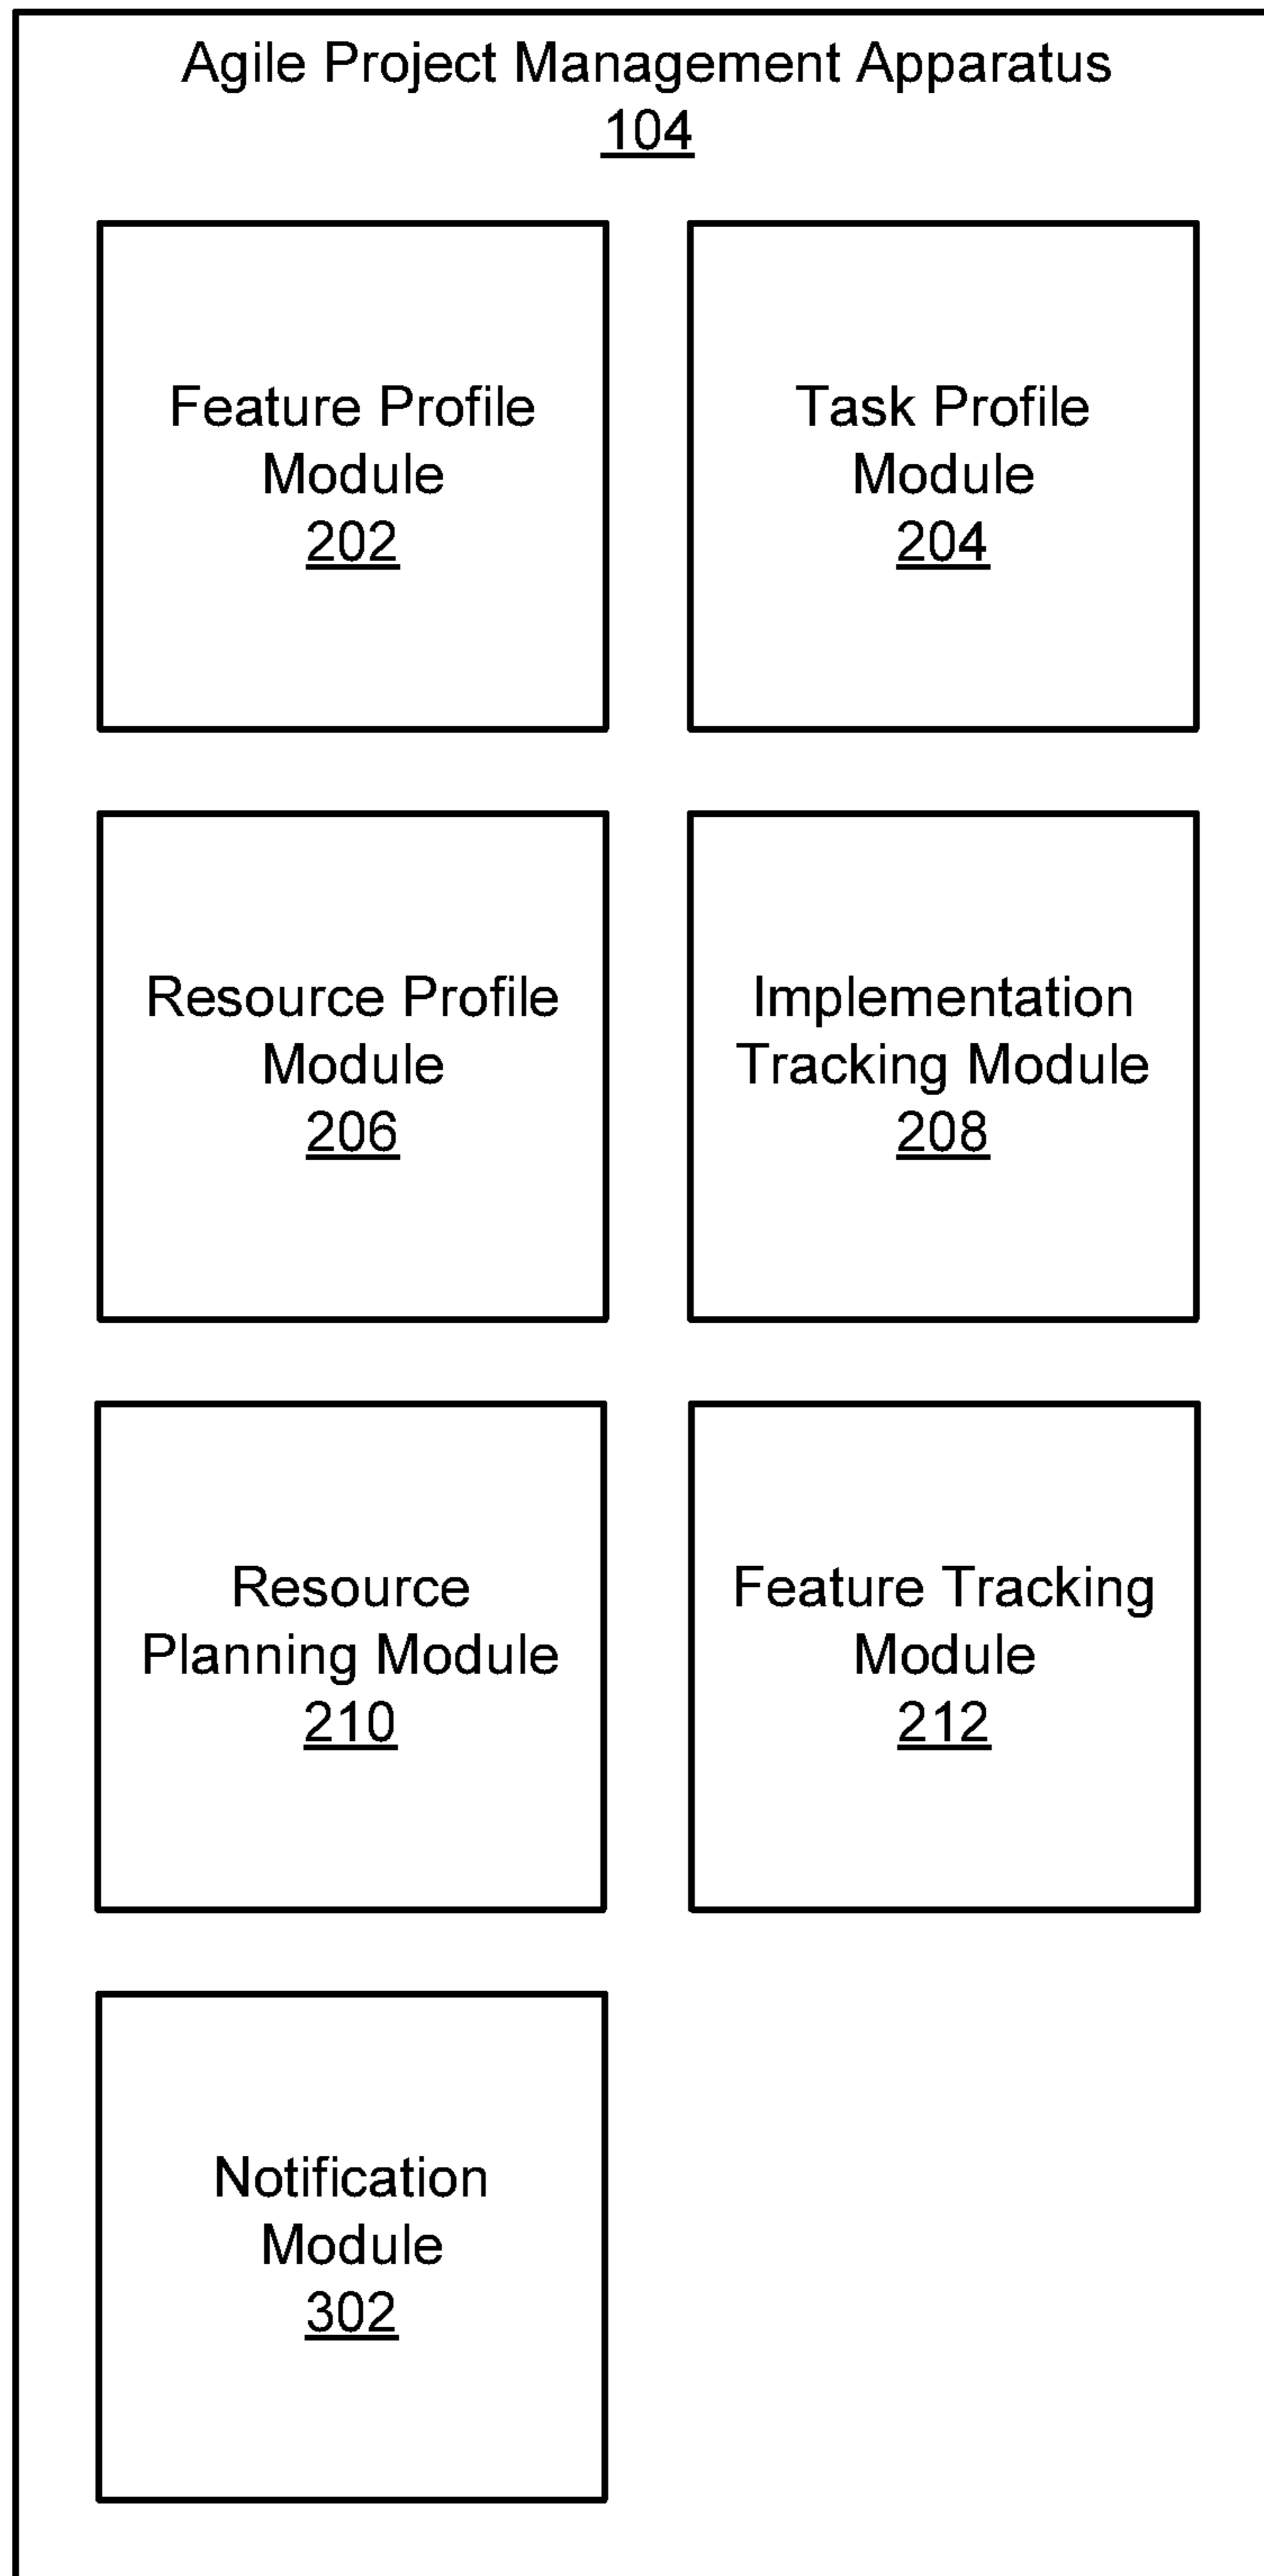 Agile Project Management Apparatus
104
Feature Profile
Module
202
Task Profile
Module
204
Resource Profile
Module
206
Implementation
Tracking Module
208
Resource
Planning Module
210
Feature Tracking
Module
212
Notification
Module
302